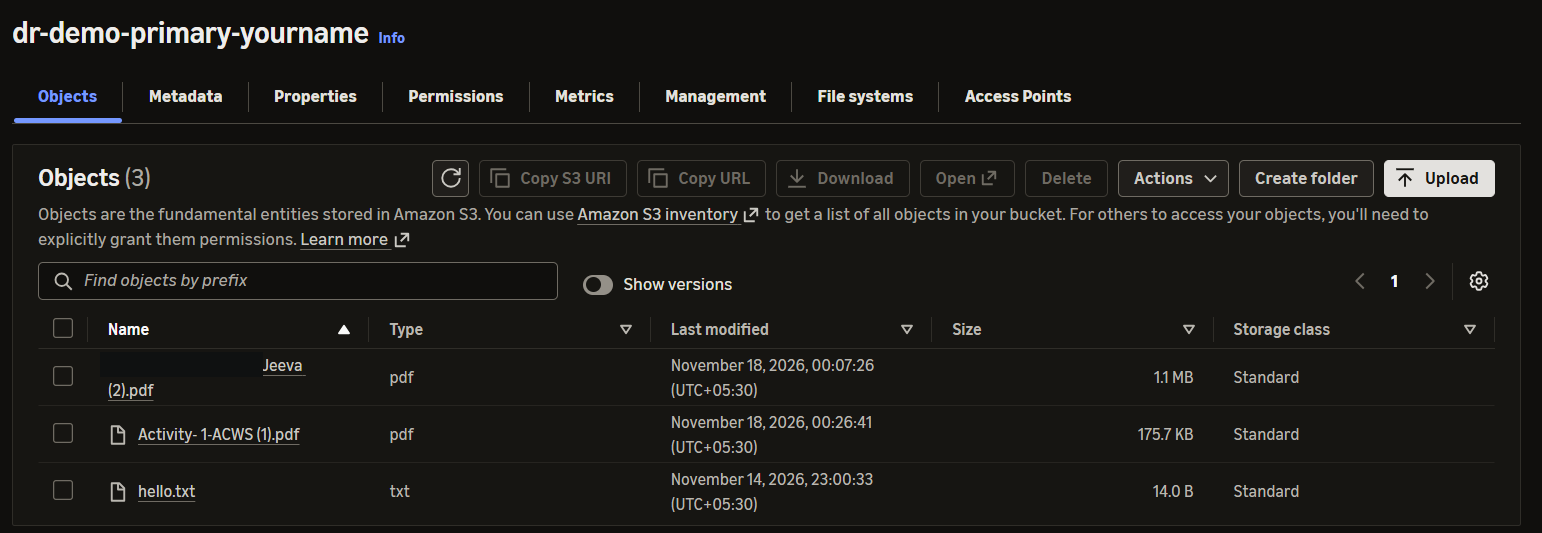 dr-demo-primary-yourname Info
Objects Metadata Properties Permissions Metrics Management File systems Access Points
Objects (3) Copy S3 URI Copy URL Download Open Delete Actions Create folder Upload
Objects are the fundamental entities stored in Amazon S3. You can use Amazon S3 inventory to get a list of all objects in your bucket. For others to access your objects, you'll need to
explicitly grant them permissions. Learn more
Find objects by prefix Show versions 1
Name Type Last modified Size Storage class
Jeeva
(2).pdf pdf November 18, 2026, 00:07:26
(UTC+05:30) 1.1 MB Standard
Activity- 1-ACWS (1).pdf pdf November 18, 2026, 00:26:41
(UTC+05:30) 175.7 KB Standard
hello.txt txt November 14, 2026, 23:00:33
(UTC+05:30) 14.0 B Standard